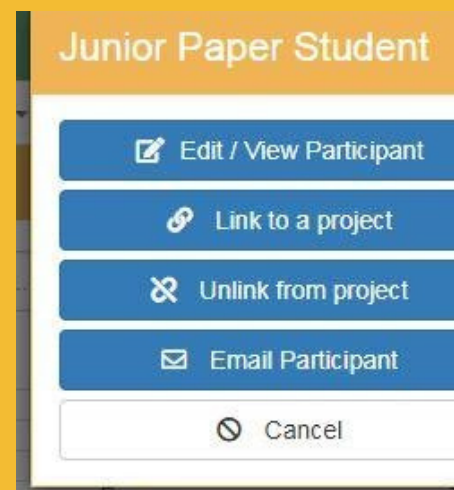 Junior Paper Student
Edit / View Participant
Link to a project
Unlink from project
Email Participant
Cancel